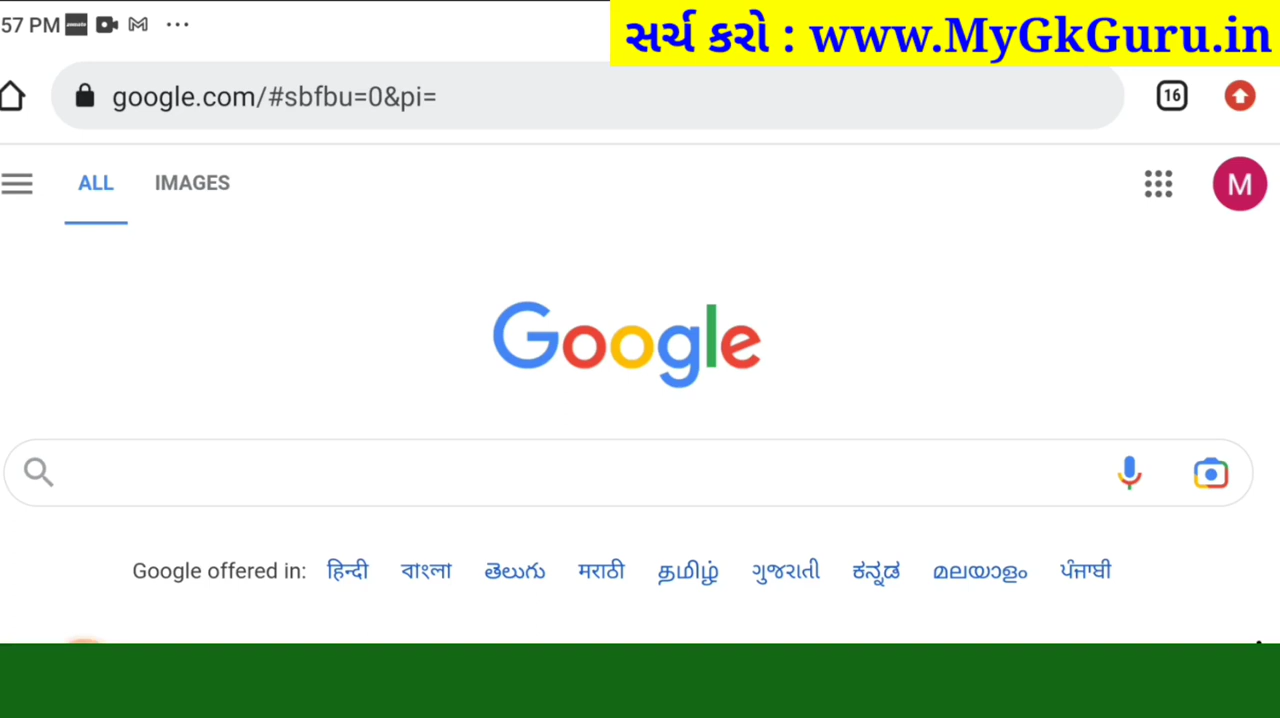 57 PM
સર્ચ કરો : www.MyGkGuru.in
google.com/#sbfbu=0&pi=
16
ALL IMAGES
M
Google
Google offered in: हिन्दी বাংলা తెలుగు मराठी தமிழ் ગુજરાતી ಕನ್ನಡ മലയാളം ਪੰਜਾਬੀ